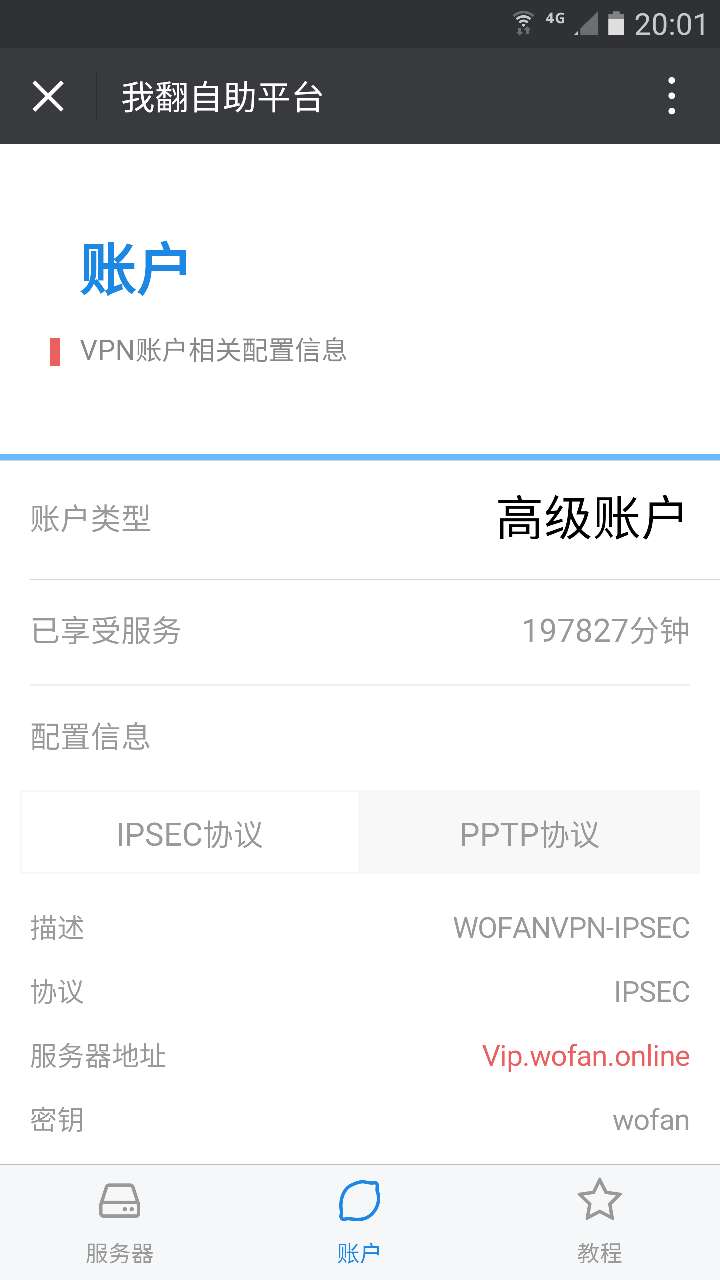 4G 20:01
我翻自助平台
账户
VPN账户相关配置信息
账户类型 高级账户
已享受服务 197827分钟
配置信息
IPSEC协议 PPTP协议
描述 WOFANVPN-IPSEC
协议 IPSEC
服务器地址 Vip.wofan.online
密钥 wofan
服务器 账户 教程